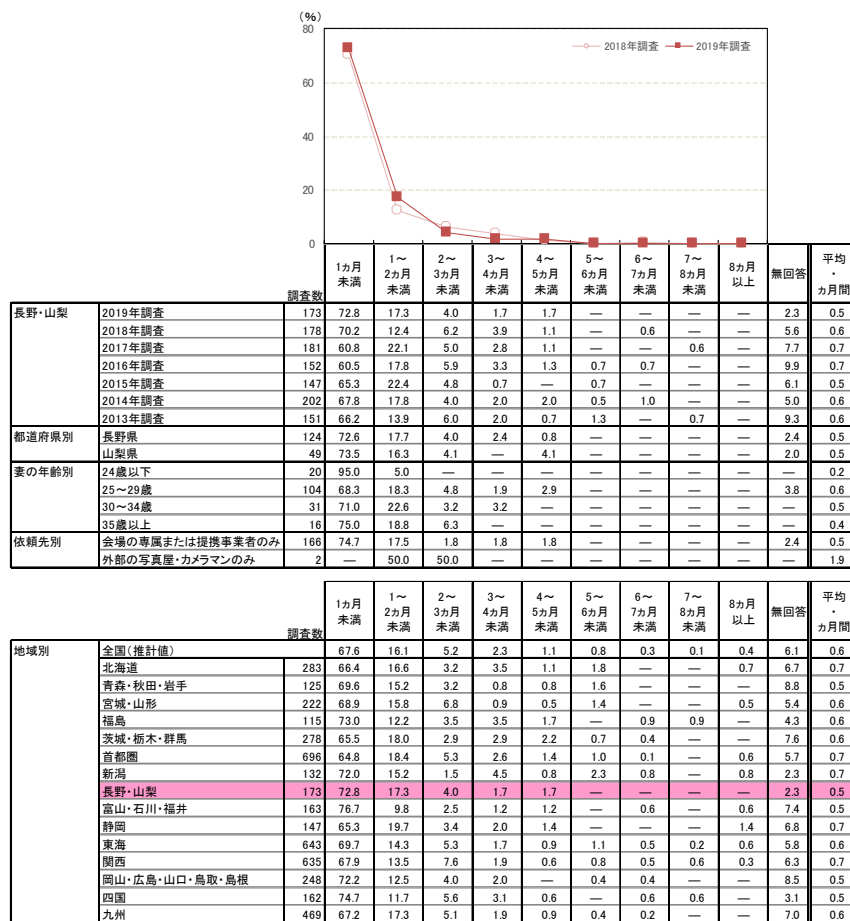 (%)
80
60
40
20
0
2018年調査 2019年調査
調査数 1ヵ月未満 1～2ヵ月未満 2～3ヵ月未満 3～4ヵ月未満 4～5ヵ月未満 5～6ヵ月未満 6～7ヵ月未満 7～8ヵ月未満 8ヵ月以上 無回答 平均・ヵ月間
長野・山梨 2019年調査 173 72.8 17.3 4.0 1.7 1.7 — — — — 2.3 0.5
2018年調査 178 70.2 12.4 6.2 3.9 1.1 — 0.6 — — 5.6 0.6
2017年調査 181 60.8 22.1 5.0 2.8 1.1 — — 0.6 — 7.7 0.7
2016年調査 152 60.5 17.8 5.9 3.3 1.3 0.7 0.7 — — 9.9 0.7
2015年調査 147 65.3 22.4 4.8 0.7 — 0.7 — — — 6.1 0.5
2014年調査 202 67.8 17.8 4.0 2.0 2.0 0.5 1.0 — — 5.0 0.6
2013年調査 151 66.2 13.9 6.0 2.0 0.7 1.3 — 0.7 — 9.3 0.6
都道府県別 長野県 124 72.6 17.7 4.0 2.4 0.8 — — — — 2.4 0.5
山梨県 49 73.5 16.3 4.1 — 4.1 — — — — 2.0 0.5
妻の年齢別 24歳以下 20 95.0 5.0 — — — — — — — — 0.2
25～29歳 104 68.3 18.3 4.8 1.9 2.9 — — — — 3.8 0.6
30～34歳 31 71.0 22.6 3.2 3.2 — — — — — — 0.5
35歳以上 16 75.0 18.8 6.3 — — — — — — — 0.4
依頼先別 会場の専属または提携事業者のみ 166 74.7 17.5 1.8 1.8 1.8 — — — — 2.4 0.5
外部の写真屋・カメラマンのみ 2 — 50.0 50.0 — — — — — — — 1.9
調査数 1ヵ月未満 1～2ヵ月未満 2～3ヵ月未満 3～4ヵ月未満 4～5ヵ月未満 5～6ヵ月未満 6～7ヵ月未満 7～8ヵ月未満 8ヵ月以上 無回答 平均・ヵ月間
地域別 全国(推計値) 67.6 16.1 5.2 2.3 1.1 0.8 0.3 0.1 0.4 6.1 0.6
北海道 283 66.4 16.6 3.2 3.5 1.1 1.8 — — 0.7 6.7 0.7
青森・秋田・岩手 125 69.6 15.2 3.2 0.8 0.8 1.6 — — — 8.8 0.5
宮城・山形 222 68.9 15.8 6.8 0.9 0.5 1.4 — — 0.5 5.4 0.6
福島 115 73.0 12.2 3.5 3.5 1.7 — 0.9 0.9 — 4.3 0.6
茨城・栃木・群馬 278 65.5 18.0 2.9 2.9 2.2 0.7 0.4 — — 7.6 0.6
首都圏 696 64.8 18.4 5.3 2.6 1.4 1.0 0.1 — 0.6 5.7 0.7
新潟 132 72.0 15.2 1.5 4.5 0.8 2.3 0.8 — 0.8 2.3 0.7
長野・山梨 173 72.8 17.3 4.0 1.7 1.7 — — — — 2.3 0.5
富山・石川・福井 163 76.7 9.8 2.5 1.2 1.2 — 0.6 — 0.6 7.4 0.5
静岡 147 65.3 19.7 3.4 2.0 1.4 — — — 1.4 6.8 0.7
東海 643 69.7 14.3 5.3 1.7 0.9 1.1 0.5 0.2 0.6 5.8 0.6
関西 635 67.9 13.5 7.6 1.9 0.6 0.8 0.5 0.6 0.3 6.3 0.7
岡山・広島・山口・鳥取・島根 248 72.2 12.5 4.0 2.0 — 0.4 0.4 — — 8.5 0.5
四国 162 74.7 11.7 5.6 3.1 0.6 — 0.6 0.6 — 3.1 0.5
九州 469 67.2 17.3 5.1 1.9 0.9 0.4 0.2 — — 7.0 0.6